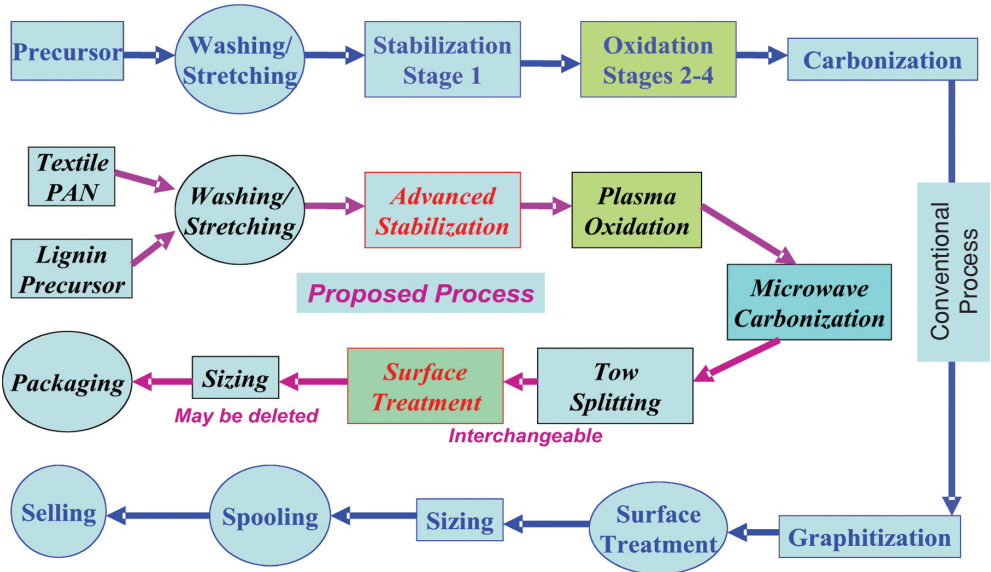 Precursor
Washing/
Stretching
Stabilization
Stage 1
Oxidation
Stages 2-4
Carbonization
Textile
PAN
Lignin
Precursor
Washing/
Stretching
Advanced
Stabilization
Plasma
Oxidation
Microwave
Carbonization
Conventional
Process
Proposed Process
Packaging
Sizing
May be deleted
Surface
Treatment
Interchangeable
Tow
Splitting
Selling
Spooling
Sizing
Surface
Treatment
Graphitization